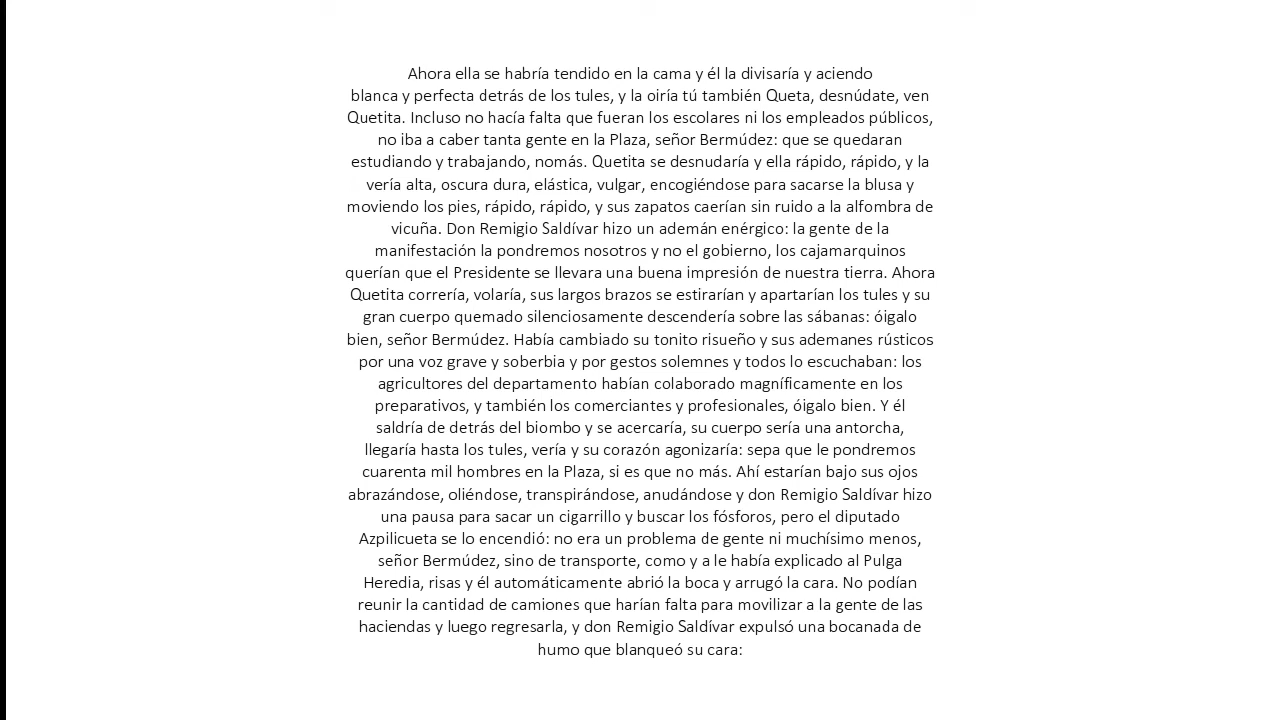 Ahora ella se habría tendido en la cama y él la divisaría y aciendo
blanca y perfecta detrás de los tules, y la oiría tú también Queta, desnúdate, ven
Quetita. Incluso no hacía falta que fueran los escolares ni los empleados públicos,
no iba a caber tanta gente en la Plaza, señor Bermúdez: que se quedaran
estudiando y trabajando, nomás. Quetita se desnudaría y ella rápido, rápido, y la
vería alta, oscura dura, elástica, vulgar, encogiéndose para sacarse la blusa y
moviendo los pies, rápido, rápido, y sus zapatos caerían sin ruido a la alfombra de
vicuña. Don Remigio Saldívar hizo un ademán enérgico: la gente de la
manifestación la pondremos nosotros y no el gobierno, los cajamarquinos
querían que el Presidente se llevara una buena impresión de nuestra tierra. Ahora
Quetita correría, volaría, sus largos brazos se estirarían y apartarían los tules y su
gran cuerpo quemado silenciosamente descendería sobre las sábanas: óigalo
bien, señor Bermúdez. Había cambiado su tonito risueño y sus ademanes rústicos
por una voz grave y soberbia y por gestos solemnes y todos lo escuchaban: los
agricultores del departamento habían colaborado magníficamente en los
preparativos, y también los comerciantes y profesionales, óigalo bien. Y él
saldría de detrás del biombo y se acercaría, su cuerpo sería una antorcha,
llegaría hasta los tules, vería y su corazón agonizaría: sepa que le pondremos
cuarenta mil hombres en la Plaza, si es que no más. Ahí estarían bajo sus ojos
abrazándose, oliéndose, transpirándose, anudándose y don Remigio Saldívar hizo
una pausa para sacar un cigarrillo y buscar los fósforos, pero el diputado
Azpilicueta se lo encendió: no era un problema de gente ni muchísimo menos,
señor Bermúdez, sino de transporte, como y a le había explicado al Pulga
Heredia, risas y él automáticamente abrió la boca y arrugó la cara. No podían
reunir la cantidad de camiones que harían falta para movilizar a la gente de las
haciendas y luego regresarla, y don Remigio Saldívar expulsó una bocanada de
humo que blanqueó su cara: